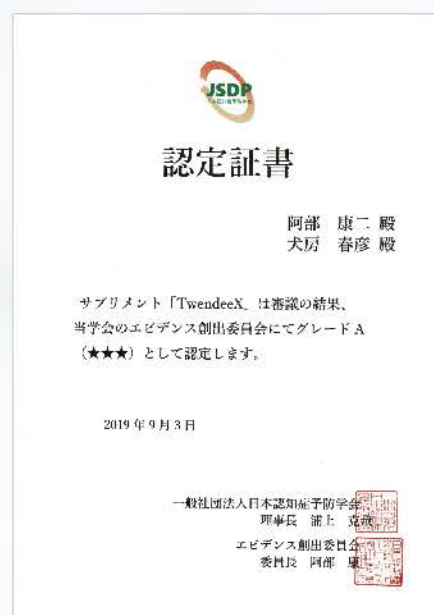 JSDP
認定証書
阿部 康二 殿
犬房 春彦 殿
サプリメント「TwendeeX」は審議の結果、
当学会のエビデンス創出委員会にてグレードA
（★★★）として認定します。
2019年9月3日
一般社団法人日本認知症予防学会
理事長 浦上 克哉
エビデンス創出委員会
委員長 阿部 康